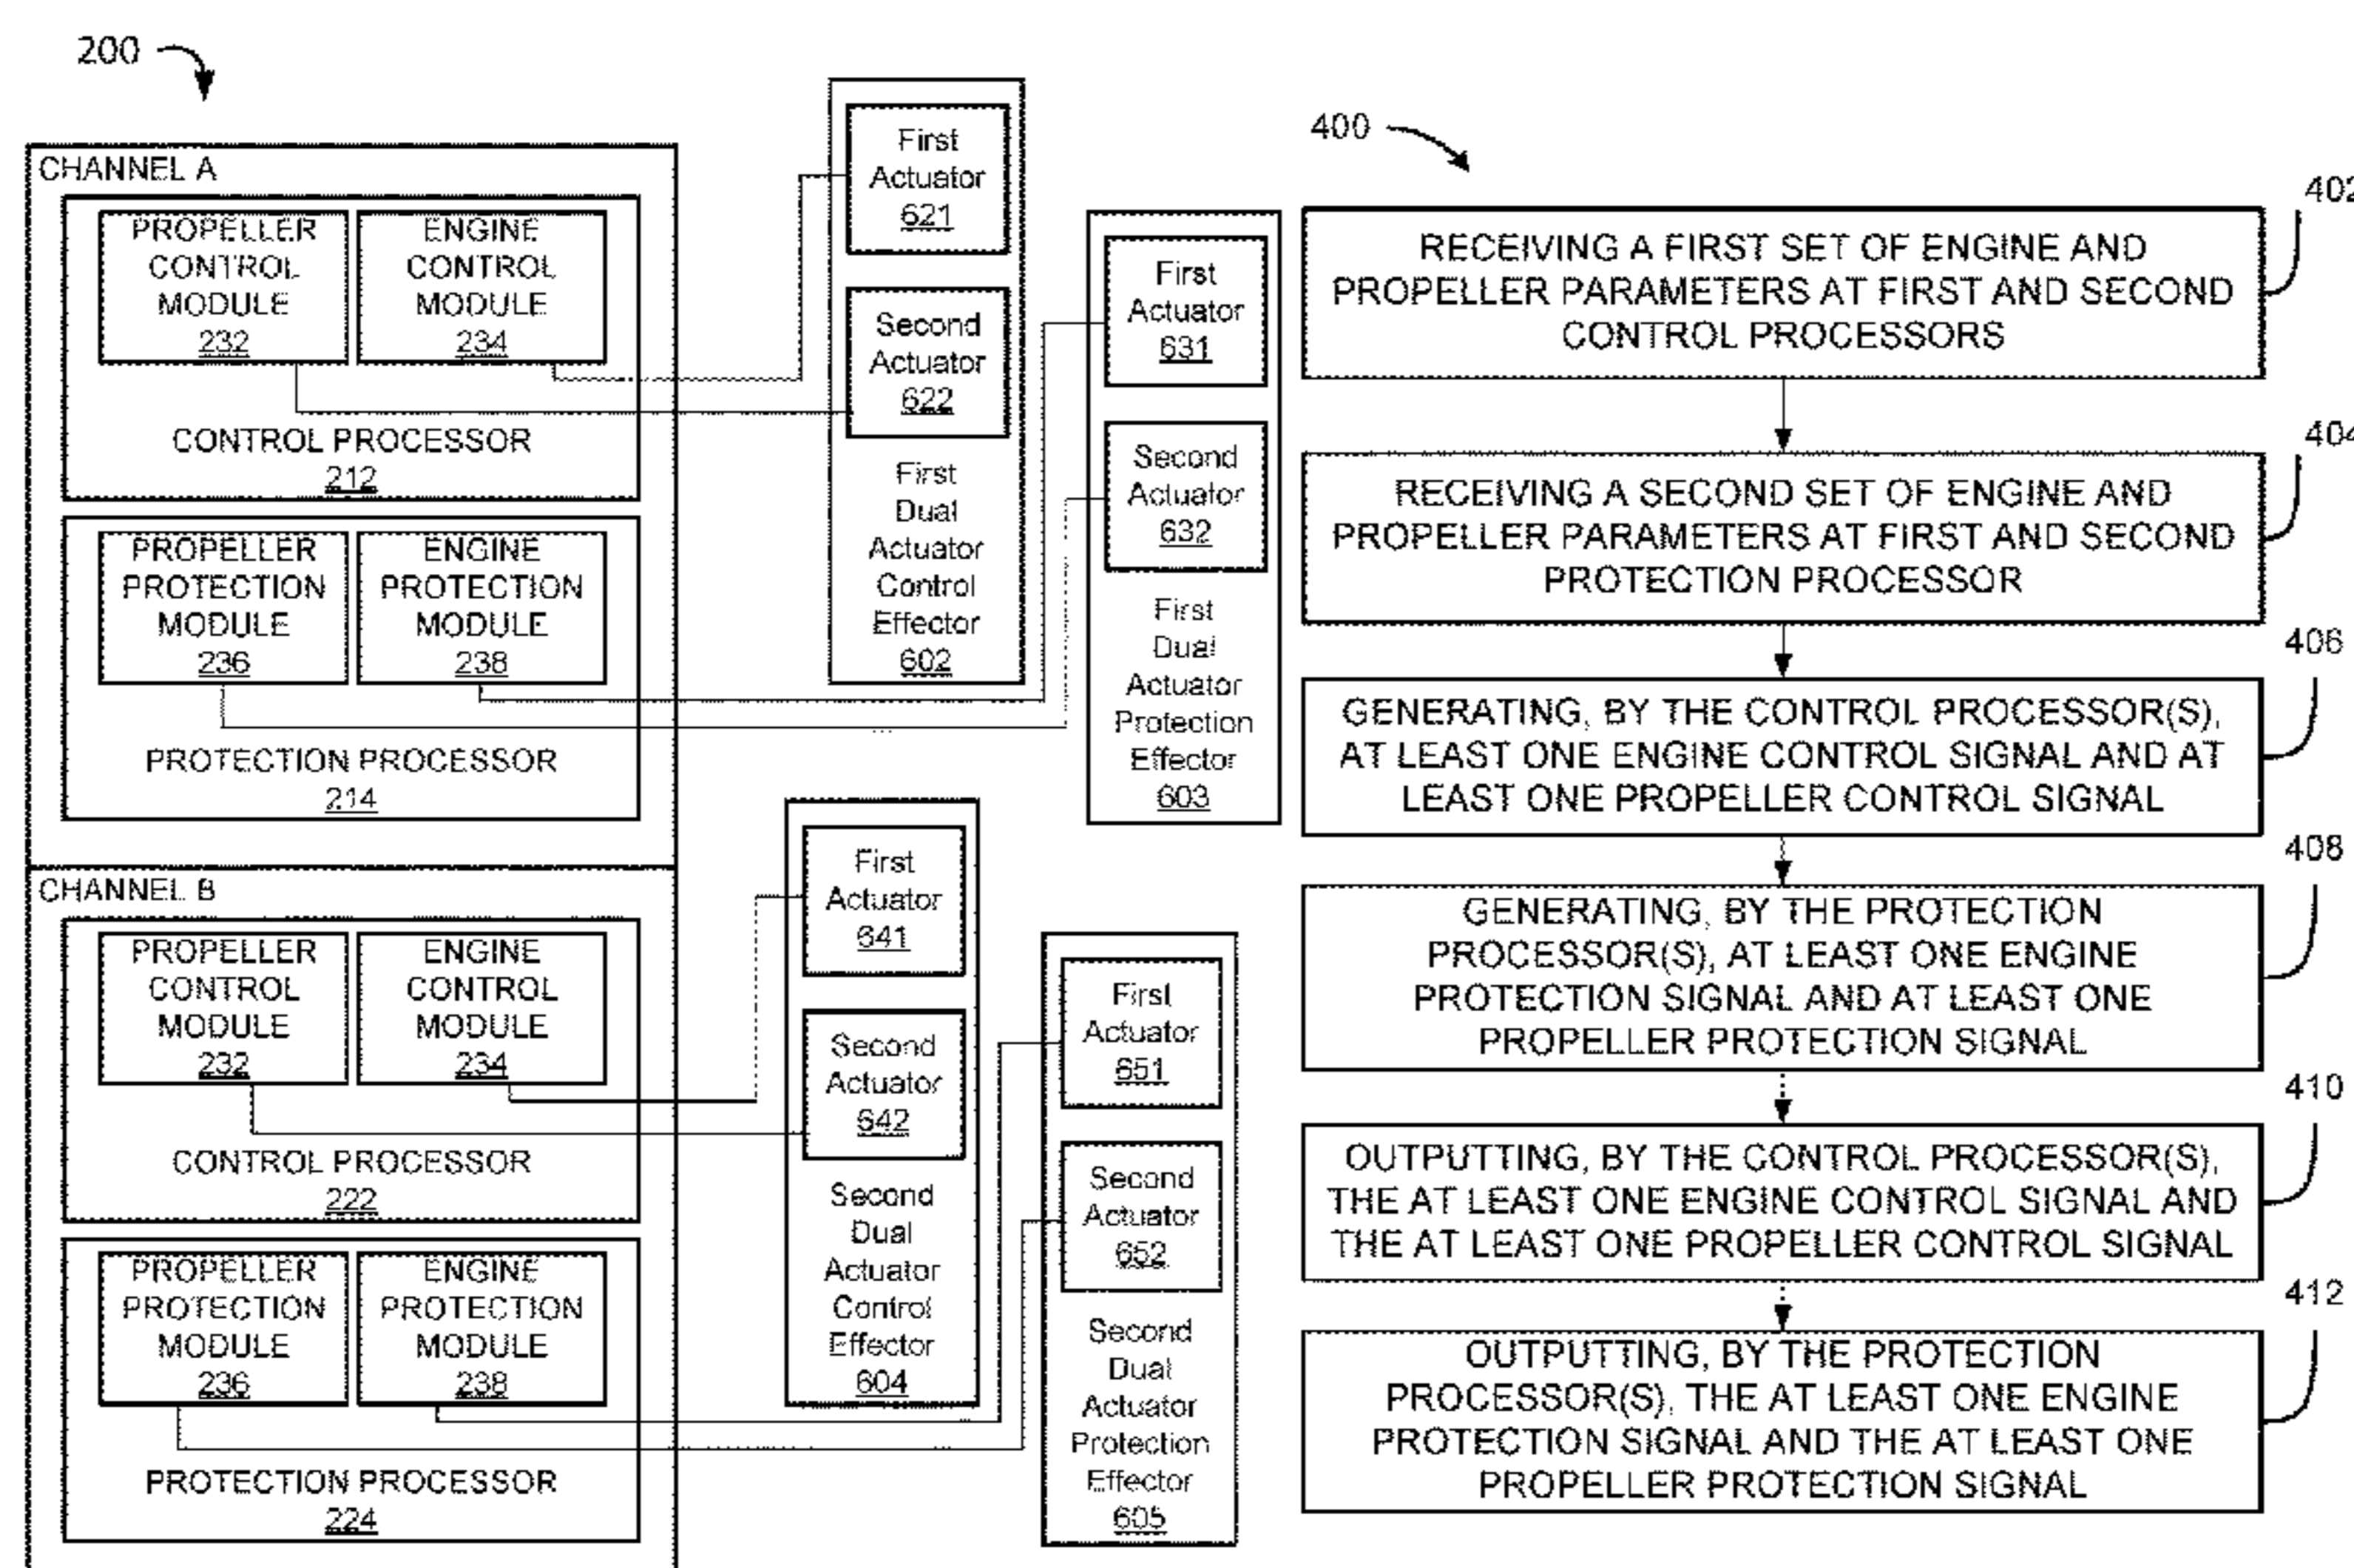 200
CHANNEL A
PROPELLER
CONTROL
MODULE
232
ENGINE
CONTROL
MODULE
234
CONTROL PROCESSOR
212
PROPELLER
PROTECTION
MODULE
236
ENGINE
PROTECTION
MODULE
238
PROTECTION PROCESSOR
214
CHANNEL B
PROPELLER
CONTROL
MODULE
232
ENGINE
CONTROL
MODULE
234
CONTROL PROCESSOR
222
PROPELLER
PROTECTION
MODULE
236
ENGINE
PROTECTION
MODULE
238
PROTECTION PROCESSOR
224
First
Actuator
621
Second
Actuator
622
First
Dual
Actuator
Control
Effector
602
First
Actuator
631
Second
Actuator
632
First
Dual
Actuator
Protection
Effector
603
First
Actuator
641
Second
Actuator
642
Second
Dual
Actuator
Control
Effector
604
First
Actuator
651
Second
Actuator
652
Second
Dual
Actuator
Protection
Effector
605
400
402
RECEIVING A FIRST SET OF ENGINE AND
PROPELLER PARAMETERS AT FIRST AND SECOND
CONTROL PROCESSORS
404
RECEIVING A SECOND SET OF ENGINE AND
PROPELLER PARAMETERS AT FIRST AND SECOND
PROTECTION PROCESSOR
406
GENERATING, BY THE CONTROL PROCESSOR(S),
AT LEAST ONE ENGINE CONTROL SIGNAL AND AT
LEAST ONE PROPELLER CONTROL SIGNAL
408
GENERATING, BY THE PROTECTION
PROCESSOR(S), AT LEAST ONE ENGINE
PROTECTION SIGNAL AND AT LEAST ONE
PROPELLER PROTECTION SIGNAL
410
OUTPUTTING, BY THE CONTROL PROCESSOR(S),
THE AT LEAST ONE ENGINE CONTROL SIGNAL AND
THE AT LEAST ONE PROPELLER CONTROL SIGNAL
412
OUTPUTTING, BY THE PROTECTION
PROCESSOR(S), THE AT LEAST ONE ENGINE
PROTECTION SIGNAL AND THE AT LEAST ONE
PROPELLER PROTECTION SIGNAL